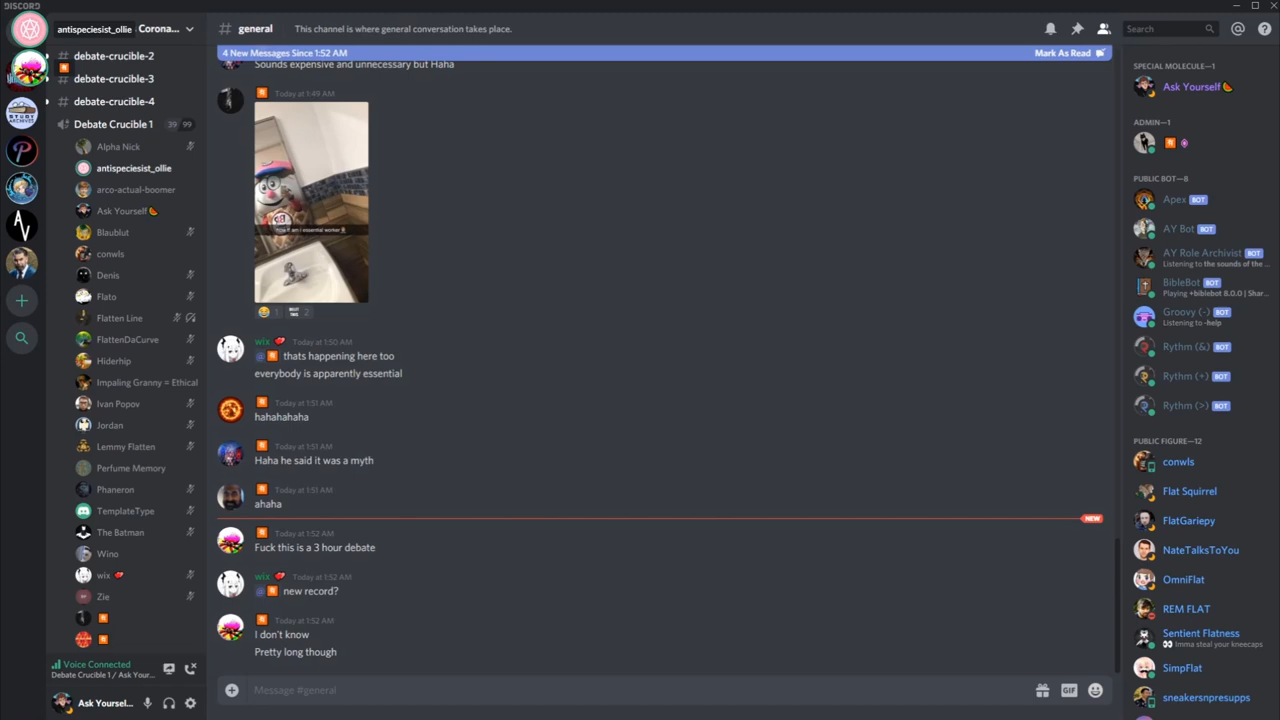 DISCORD
antispeciesist_ollie
Corona...
# general
This channel is where general conversation takes place.
Search
4 New Messages Since 1:52 AM
Mark As Read
# debate-crucible-2
# debate-crucible-3
# debate-crucible-4
Debate Crucible 1
39 99
Alpha Nick
antispeciesist_ollie
arco-actual-boomer
Ask Yourself
Blaublut
conwls
Denis
Flato
Flatten Line
FlattenDaCurve
Hiderhip
Impaling Granny = Ethical
Ivan Popov
Jordan
Lemmy Flatten
Perfume Memory
Phaneron
TemplateType
The Batman
Wino
wix
Zie
Voice Connected
Debate Crucible 1 / Ask Your...
Ask Yoursel...
Sounds expensive and unnecessary but Haha
Today at 1:49 AM
how tf am i essential worker
1
2
wix Today at 1:50 AM
@ thats happening here too
everybody is apparently essential
Today at 1:51 AM
hahahahaha
Today at 1:51 AM
Haha he said it was a myth
Today at 1:51 AM
ahaha
NEW
Today at 1:52 AM
Fuck this is a 3 hour debate
wix Today at 1:52 AM
@ new record?
Today at 1:52 AM
I don't know
Pretty long though
Message #general
GIF
SPECIAL MOLECULE—1
Ask Yourself
ADMIN—1
PUBLIC BOT—8
Apex BOT
AY Bot BOT
AY Role Archivist BOT
Listening to the sounds of the ...
BibleBot BOT
Playing +biblebot 8.0.0 | Shar...
Groovy (-) BOT
Listening to -help
Rythm (&) BOT
Rythm (+) BOT
Rythm (>) BOT
PUBLIC FIGURE—12
conwls
Flat Squirrel
FlatGariepy
NateTalksToYou
OmniFlat
REM FLAT
Sentient Flatness
Imma steal your kneecaps
SimpFlat
sneakersnpresupps